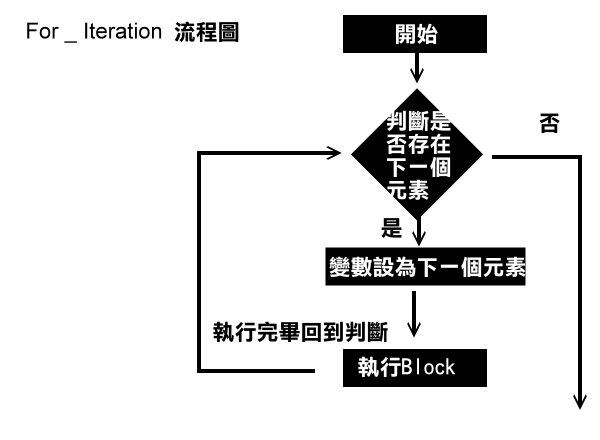 For _ Iteration 流程圖
開始
判斷是
否存在
下一個
元素
否
是
變數設為下一個元素
執行完畢回到判斷
執行Block